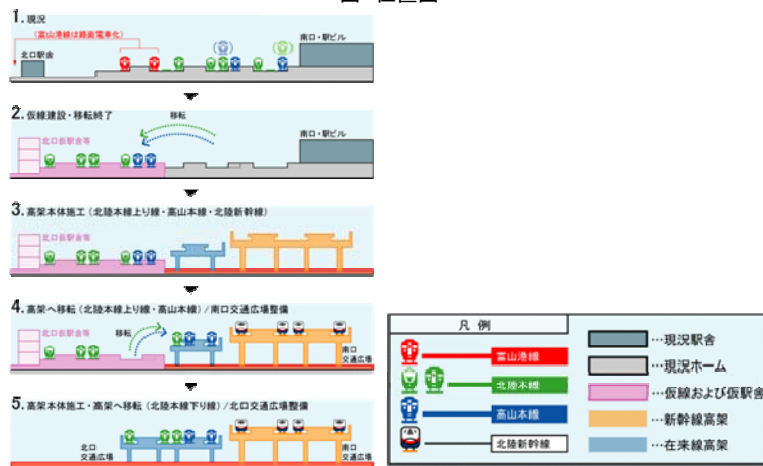 1.現況
(富山港線は路面電車化)
北口駅舎
南口・駅ビル
2.仮線建設・移転終了
移転
北口仮駅舎等
南口・駅ビル
3.高架本体施工(北陸本線上り線・高山本線・北陸新幹線)
北口仮駅舎等
4.高架へ移転(北陸本線上り線・高山本線)/南口交通広場整備
北口仮駅舎等
移転
南口
交通広場
5.高架本体施工・高架へ移転(北陸本線下り線)/北口交通広場整備
北口
交通広場
南口
交通広場
凡 例
富山港線
北陸本線
高山本線
北陸新幹線
…現況駅舎
…現況ホーム
…仮線および仮駅舎
…新幹線高架
…在来線高架